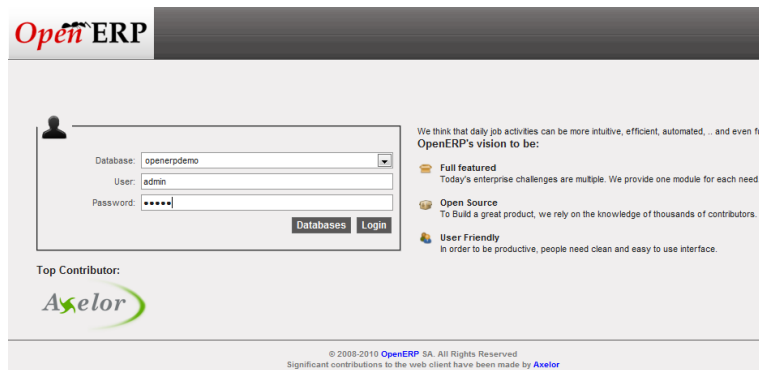 Open ERP
Database: openerpdemo
User: admin
Password: •••••
Databases Login
Top Contributor:
Axelor
We think that daily job activities can be more intuitive, efficient, automated, .. and even
OpenERP's vision to be:
Full featured
Today's enterprise challenges are multiple. We provide one module for each need
Open Source
To Build a great product, we rely on the knowledge of thousands of contributors.
User Friendly
In order to be productive, people need clean and easy to use interface.
© 2008-2010 OpenERP SA. All Rights Reserved
Significant contributions to the web client have been made by Axelor